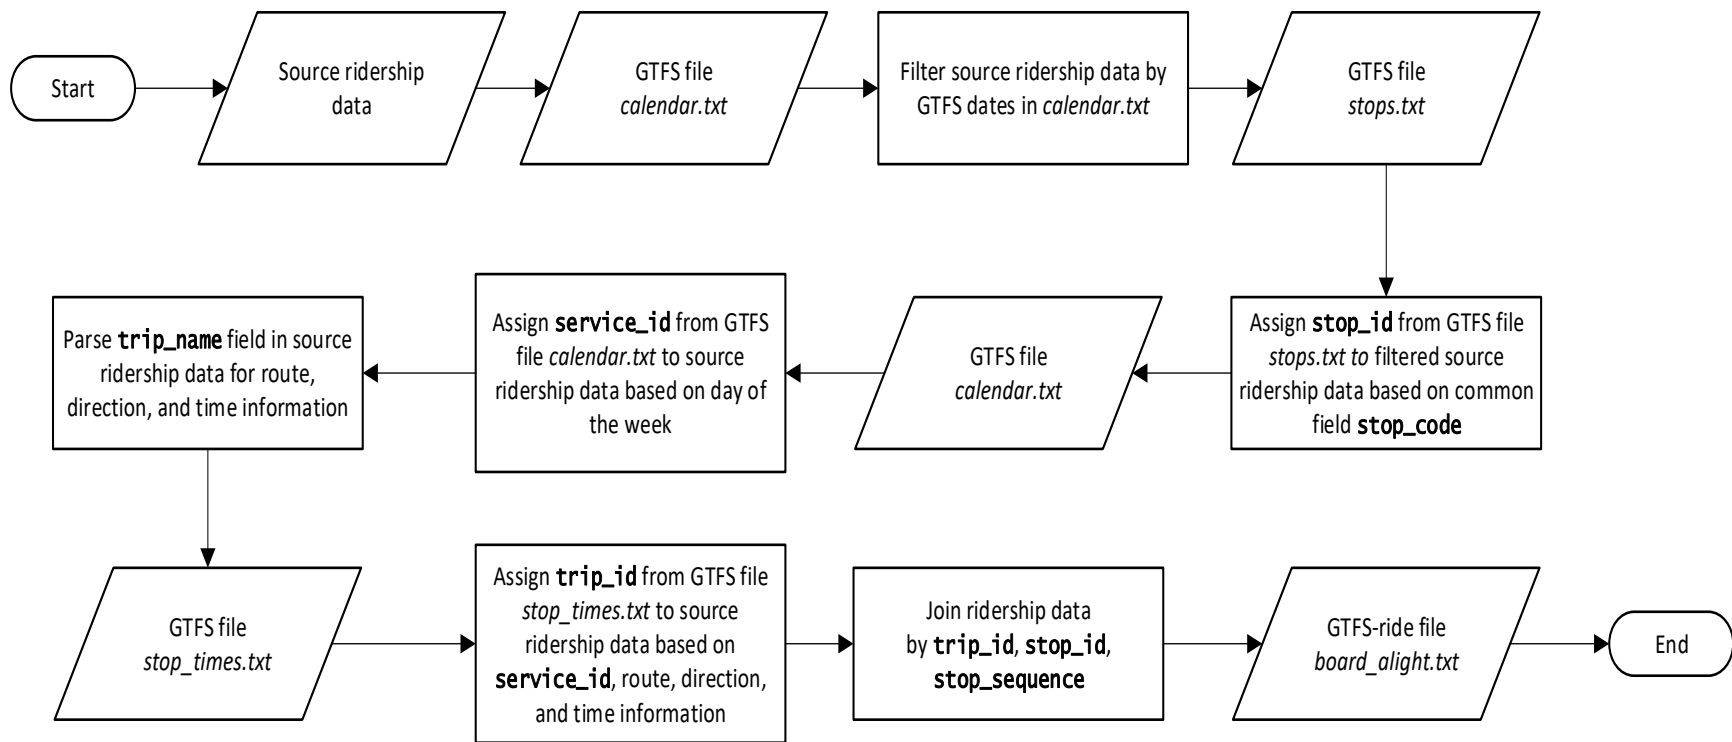 Start
Source ridership
data
GTFS file
calendar.txt
Filter source ridership data by
GTFS dates in calendar.txt
GTFS file
stops.txt
Assign stop_id from GTFS file
stops.txt to filtered source
ridership data based on common
field stop_code
GTFS file
calendar.txt
Assign service_id from GTFS
file calendar.txt to source
ridership data based on day of
the week
Parse trip_name field in source
ridership data for route,
direction, and time information
GTFS file
stop_times.txt
Assign trip_id from GTFS file
stop_times.txt to source
ridership data based on
service_id, route, direction,
and time information
Join ridership data
by trip_id, stop_id,
stop_sequence
GTFS-ride file
board_alight.txt
End